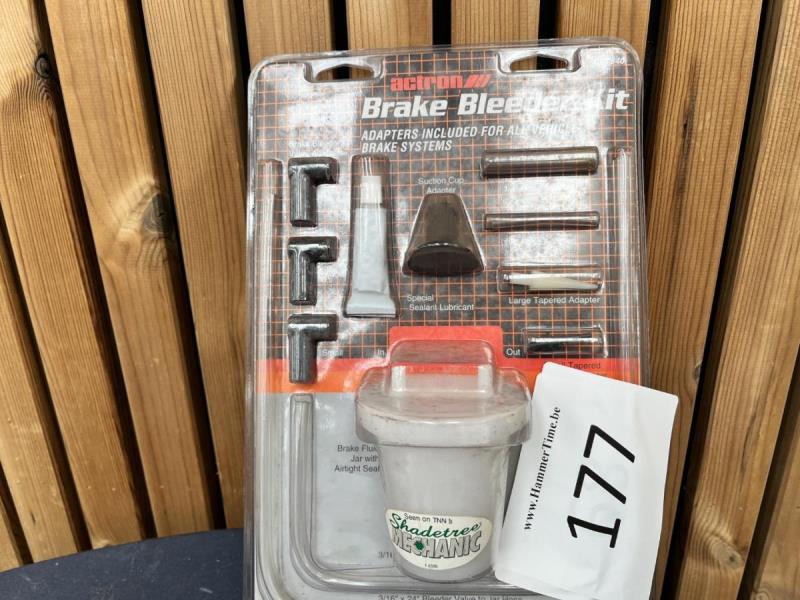 actron
Brake Bleeder Kit
ADAPTERS INCLUDED FOR ALL VEHICLE
BRAKE SYSTEMS
Suction Cup
Adapter
Special
Sealant Lubricant
Large Tapered Adapter
Small
In
Out
Tapered
Brake Fluid
Jar with
Airtight Seal
Seen on TNN's
Shadetree
MECHANIC
3/16" x 24" Bleeder Valve to Jar Hose
www.HammerTime.be
177